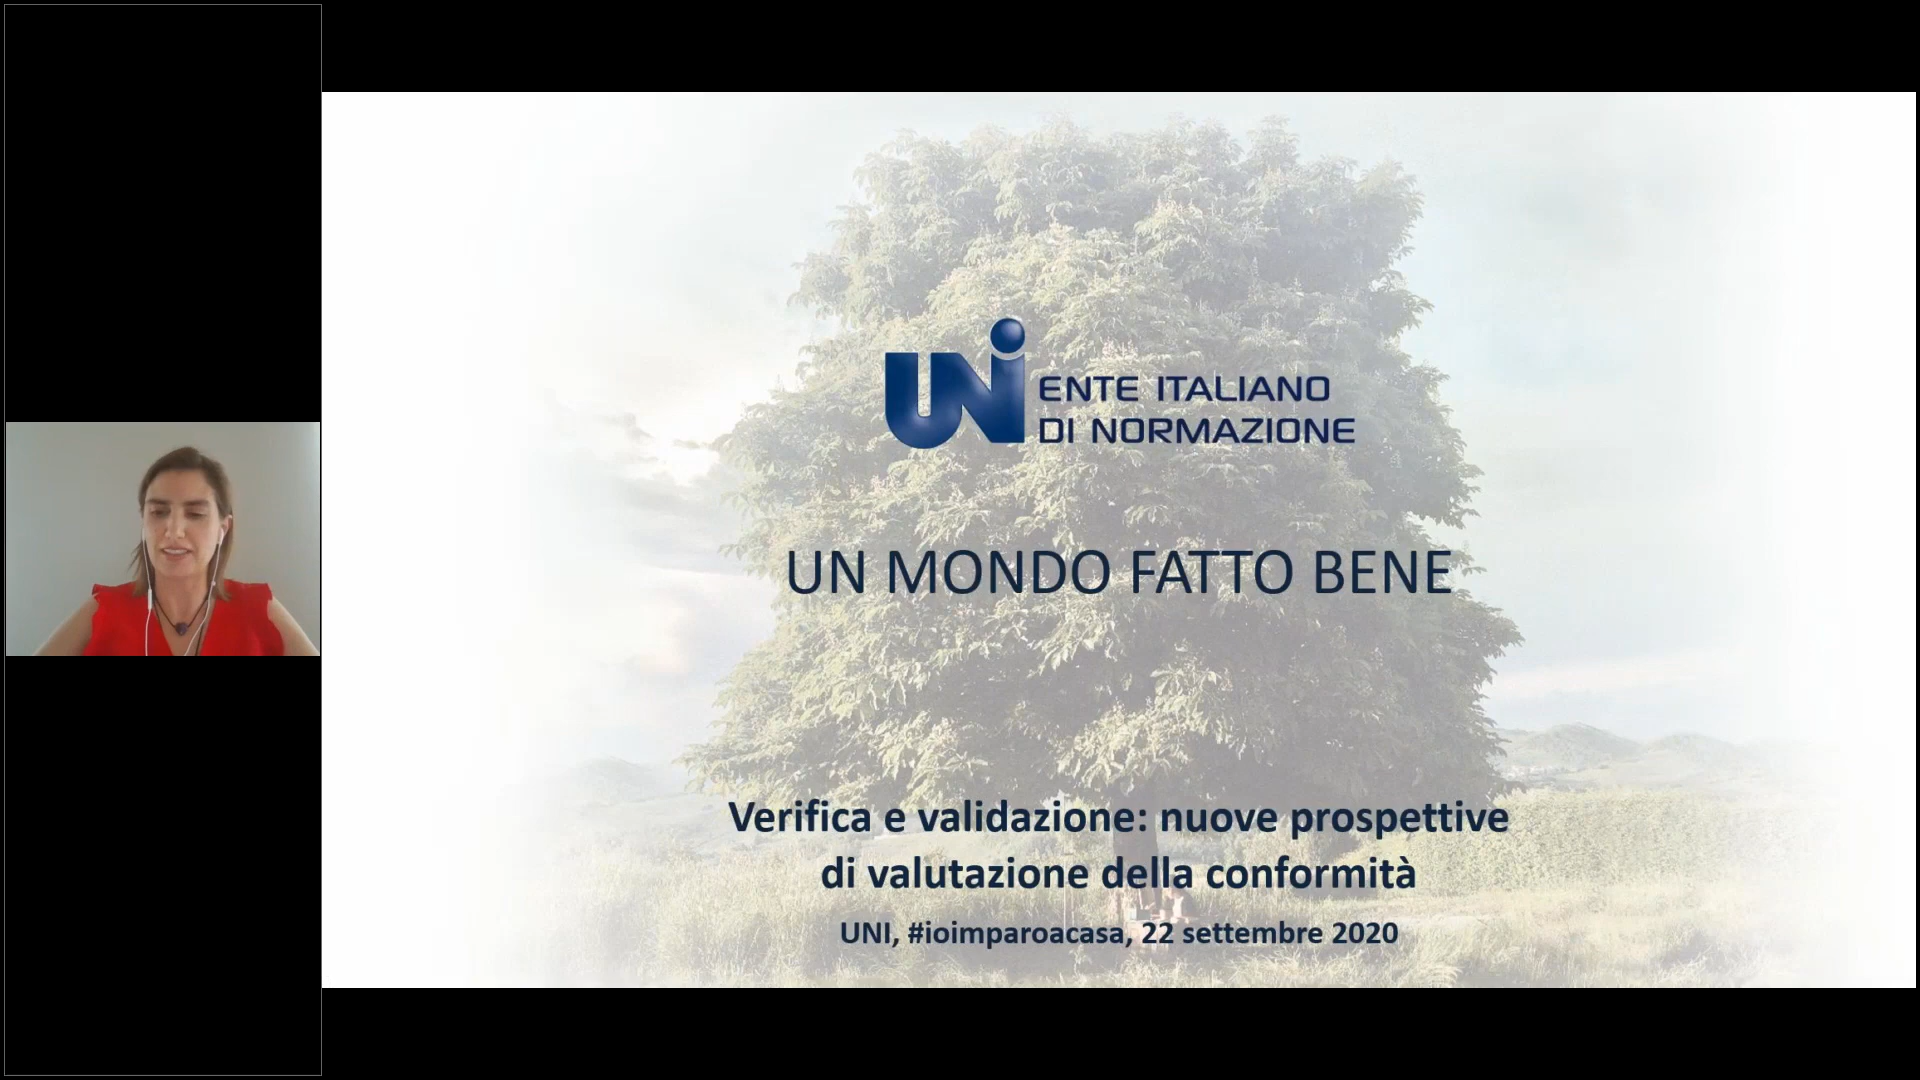 UNI
ENTE ITALIANO
DI NORMAZIONE
UN MONDO FATTO BENE
Verifica e validazione: nuove prospettive
di valutazione della conformità
UNI, #ioimparoacasa, 22 settembre 2020